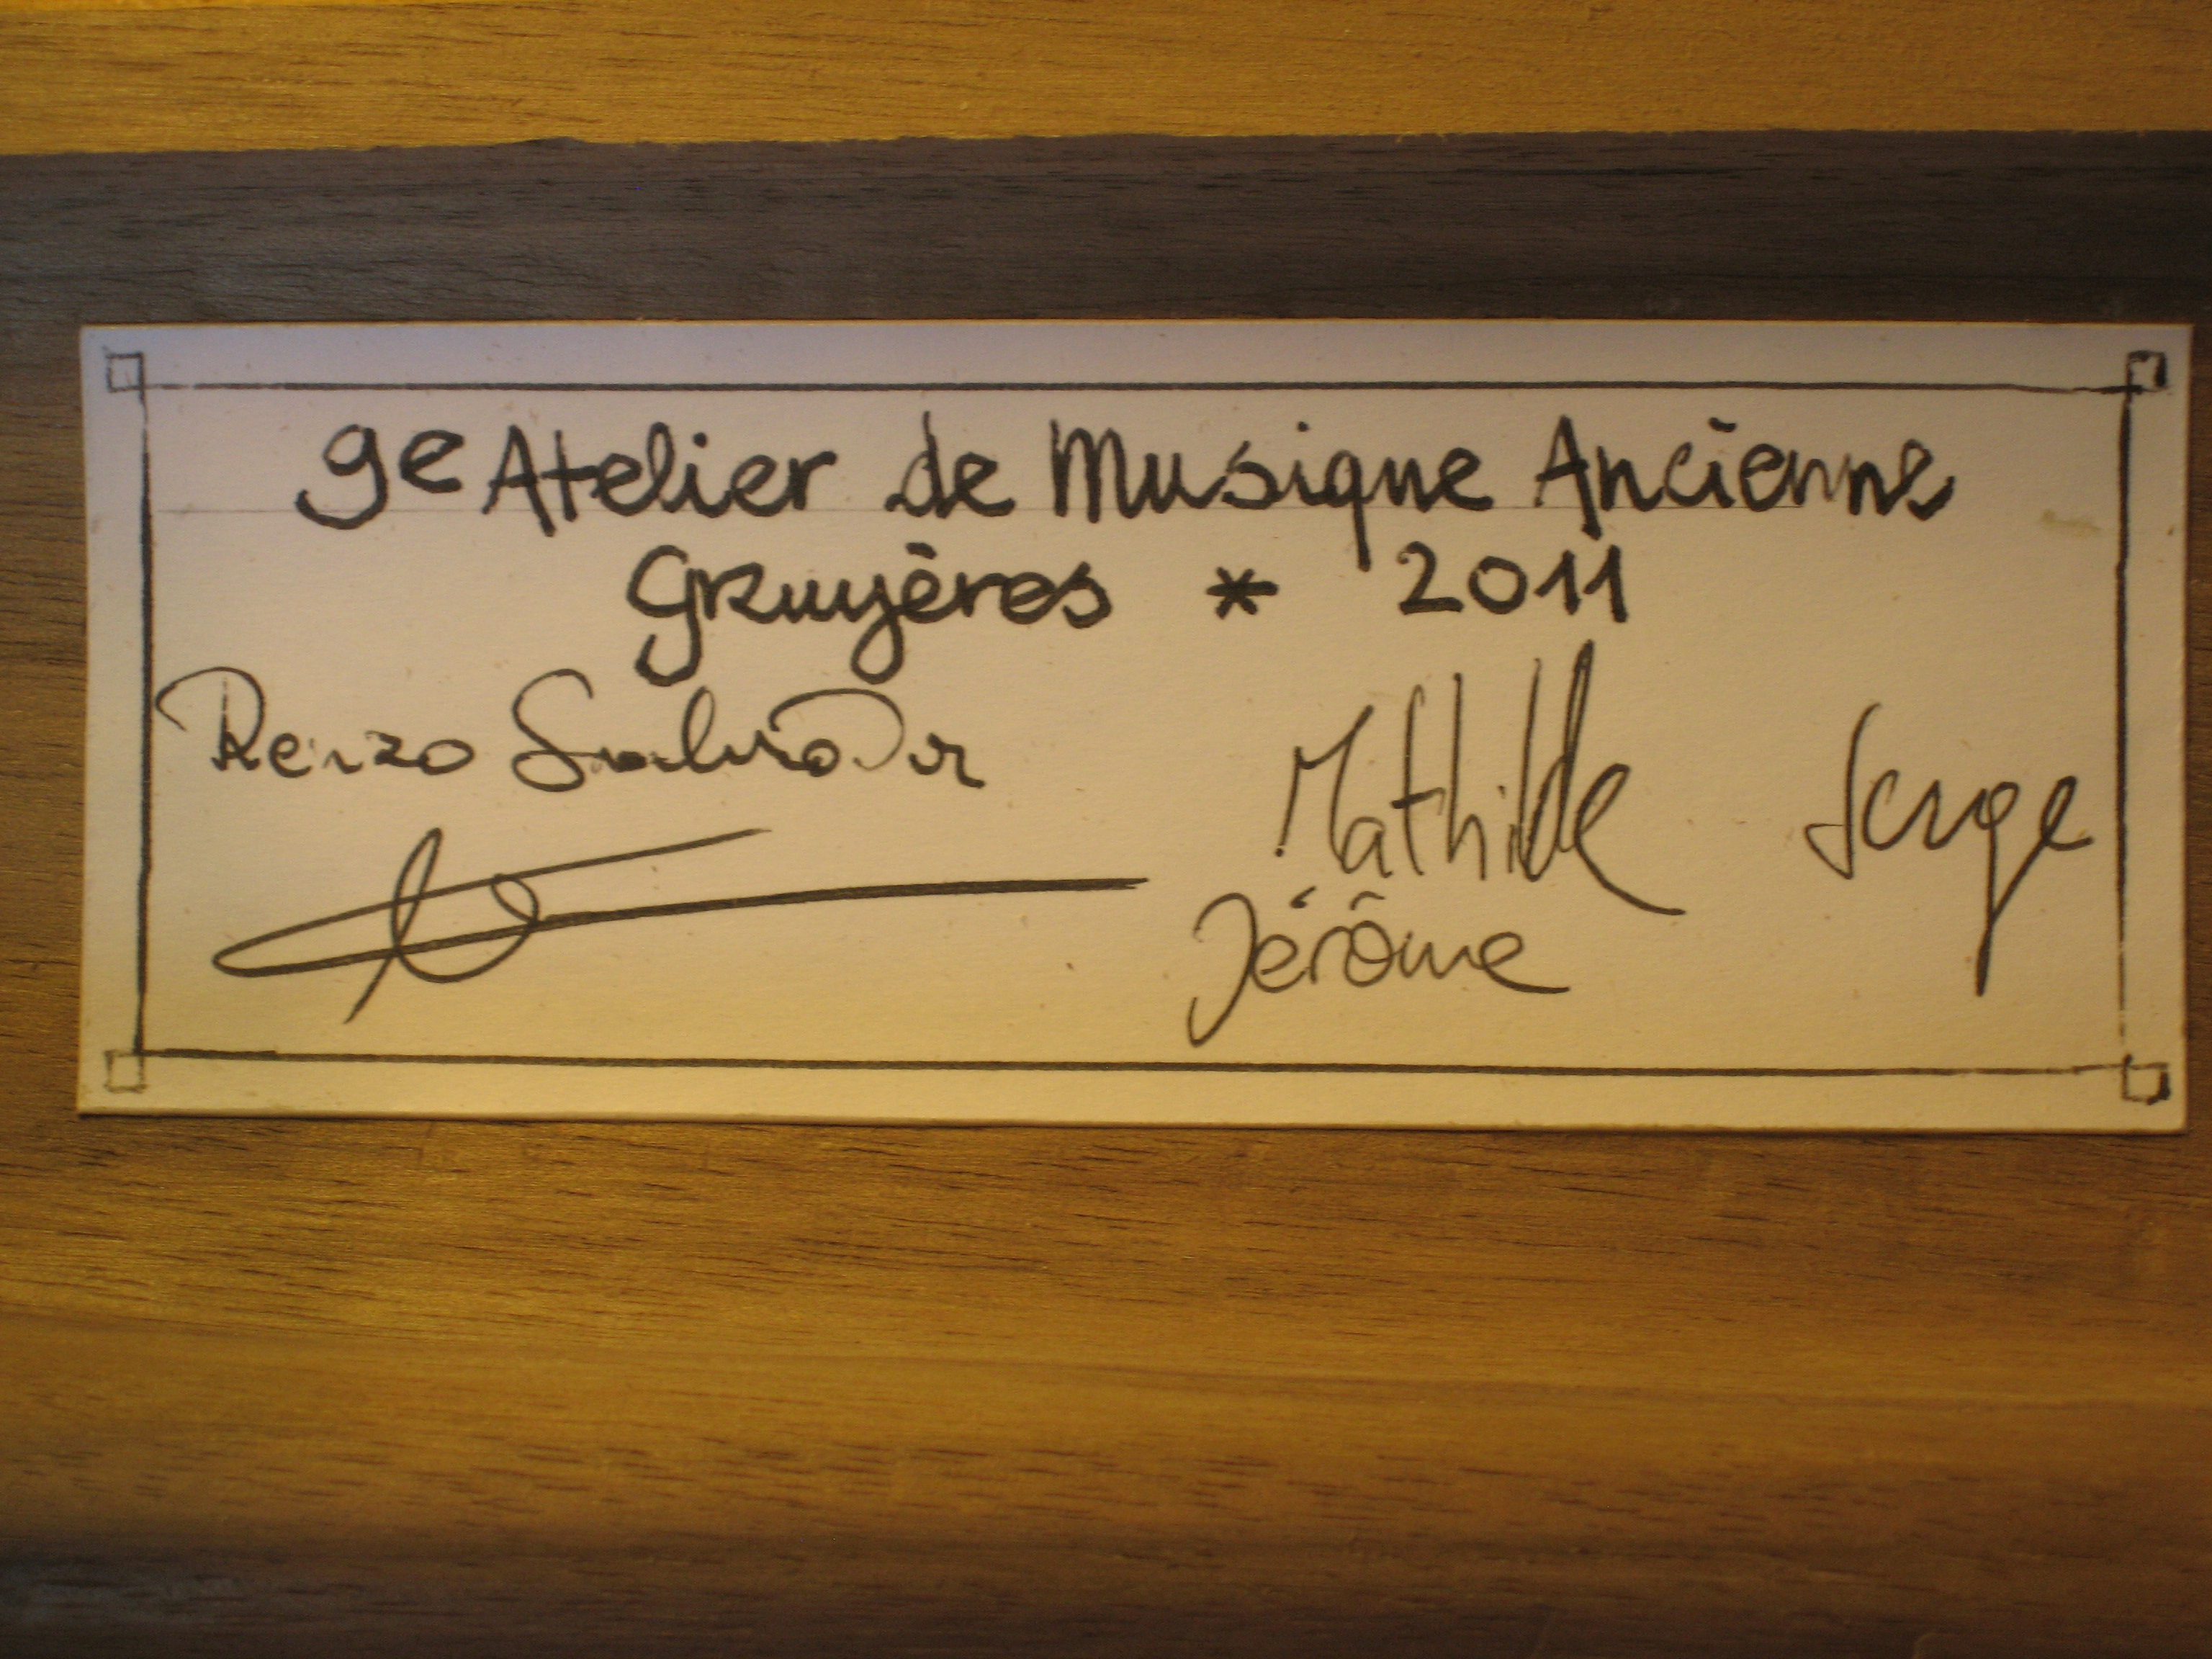 9e Atelier de Musique Ancienne
Gruyères * 2011
Renzo Salvador
Mathilde Serge
Jérôme